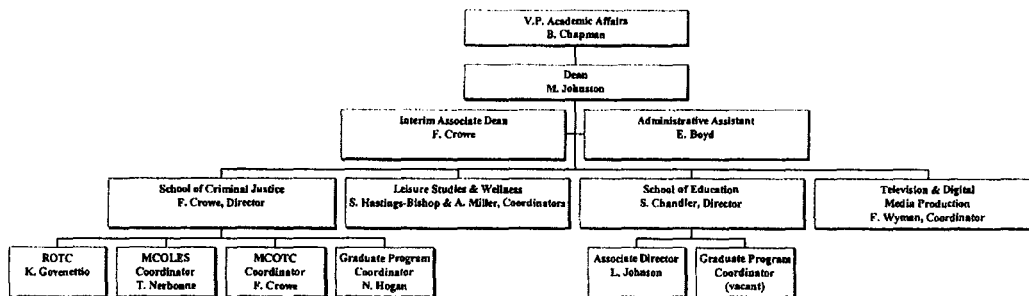 V.P. Academic Affairs
B. Chapman
Dean
M. Johnston
Interim Associate Dean
F. Crowe
Administrative Assistant
E. Boyd
School of Criminal Justice
F. Crowe, Director
Leisure Studies & Wellness
S. Hastings-Bishop & A. Miller, Coordinators
School of Education
S. Chandler, Director
Television & Digital
Media Production
F. Wyman, Coordinator
ROTC
K. Govenettio
MCOLES
Coordinator
T. Nerbonne
MCOTC
Coordinator
F. Crowe
Graduate Program
Coordinator
N. Hogan
Associate Director
L. Johnson
Graduate Program
Coordinator
(vacant)